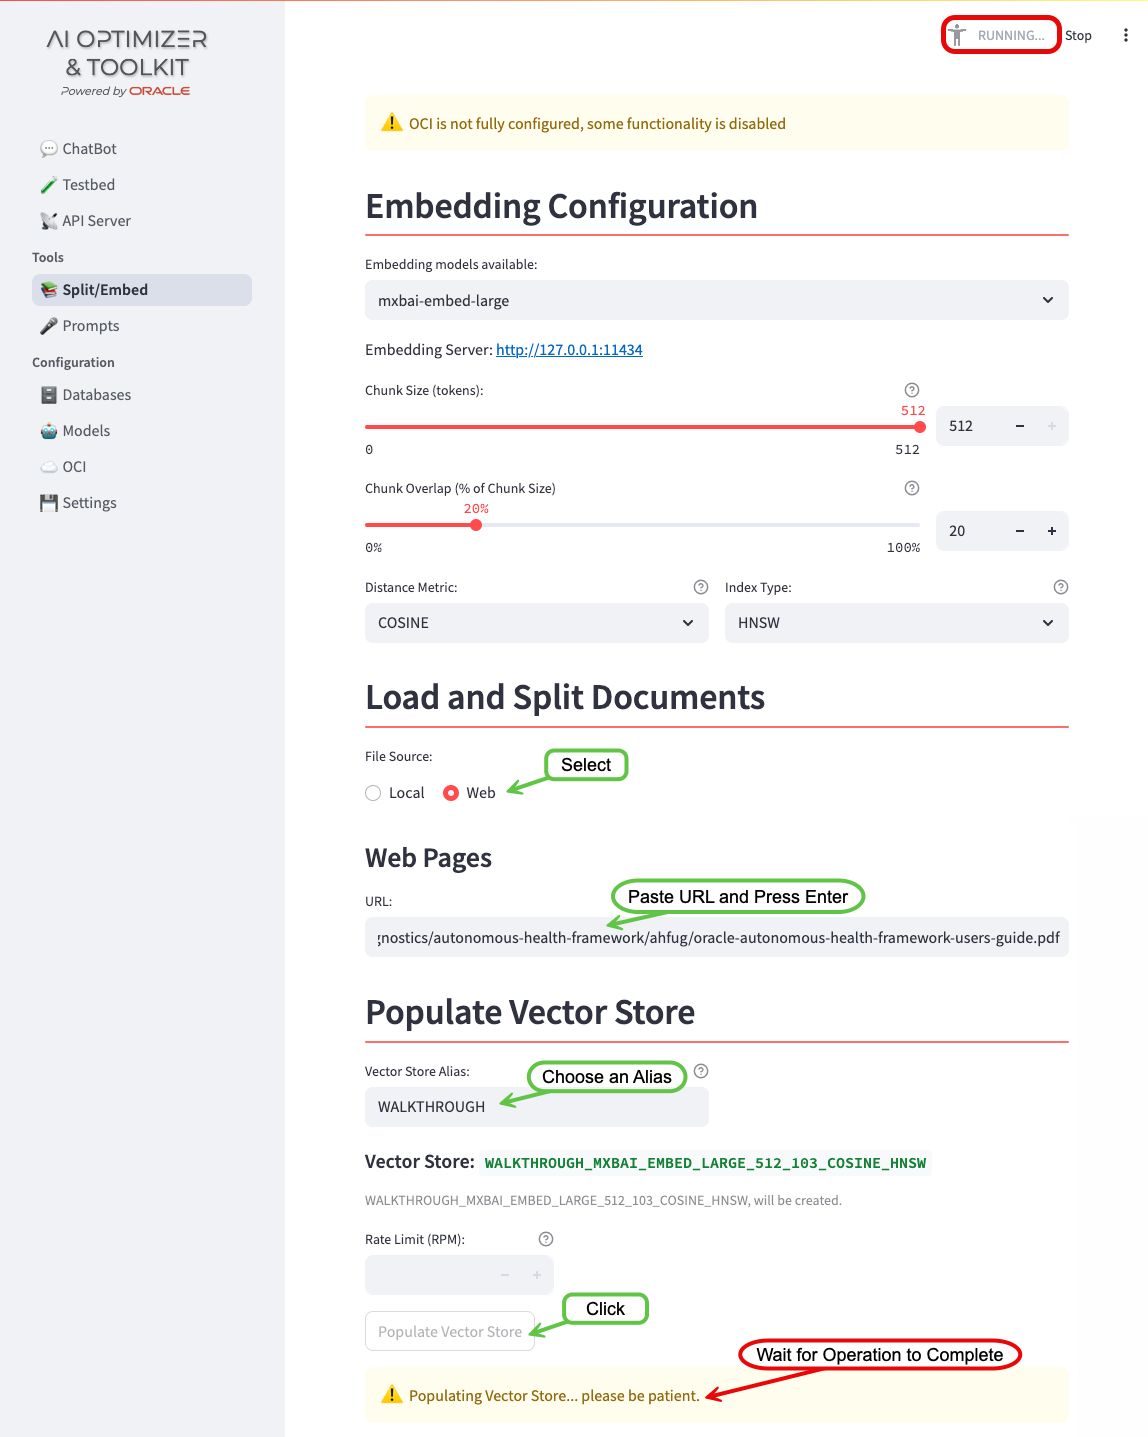 AI OPTIMIZER
& TOOLKIT
Powered by ORACLE
ChatBot
Testbed
API Server
Tools
Split/Embed
Prompts
Configuration
Databases
Models
OCI
Settings
RUNNING... Stop
OCI is not fully configured, some functionality is disabled
Embedding Configuration
Embedding models available:
mxbai-embed-large
Embedding Server: http://127.0.0.1:11434
Chunk Size (tokens):
512
512
0 512
Chunk Overlap (% of Chunk Size)
20%
20
0% 100%
Distance Metric: Index Type:
COSINE HNSW
Load and Split Documents
File Source:
Select
Local Web
Web Pages
Paste URL and Press Enter
URL:
gnostics/autonomous-health-framework/ahfug/oracle-autonomous-health-framework-users-guide.pdf
Populate Vector Store
Vector Store Alias:
Choose an Alias
WALKTHROUGH
Vector Store: WALKTHROUGH_MXBAI_EMBED_LARGE_512_103_COSINE_HNSW
WALKTHROUGH_MXBAI_EMBED_LARGE_512_103_COSINE_HNSW, will be created.
Rate Limit (RPM):
Click
Populate Vector Store
Wait for Operation to Complete
Populating Vector Store... please be patient.